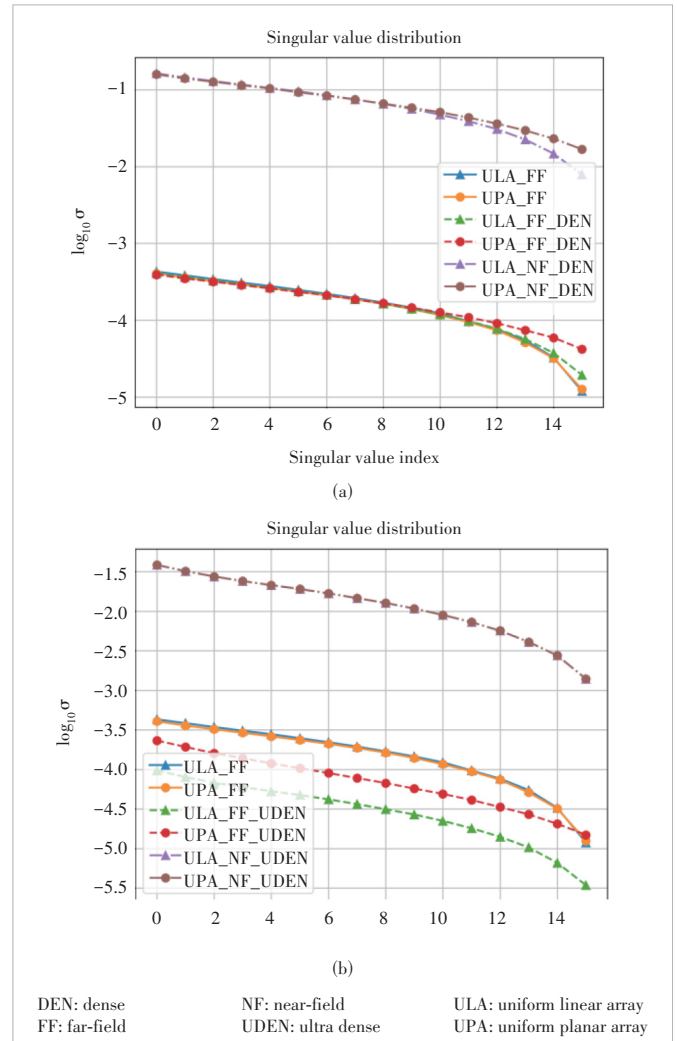 Singular value distribution
−1
−2
−3
−4
−5
log10 σ
ULA_FF
UPA_FF
ULA_FF_DEN
UPA_FF_DEN
ULA_NF_DEN
UPA_NF_DEN
0 2 4 6 8 10 12 14
Singular value index
(a)
Singular value distribution
−1.5
−2.0
−2.5
−3.0
−3.5
−4.0
−4.5
−5.0
−5.5
log10 σ
ULA_FF
UPA_FF
ULA_FF_UDEN
UPA_FF_UDEN
ULA_NF_UDEN
UPA_NF_UDEN
0 2 4 6 8 10 12 14
(b)
DEN: dense NF: near-field ULA: uniform linear array
FF: far-field UDEN: ultra dense UPA: uniform planar array